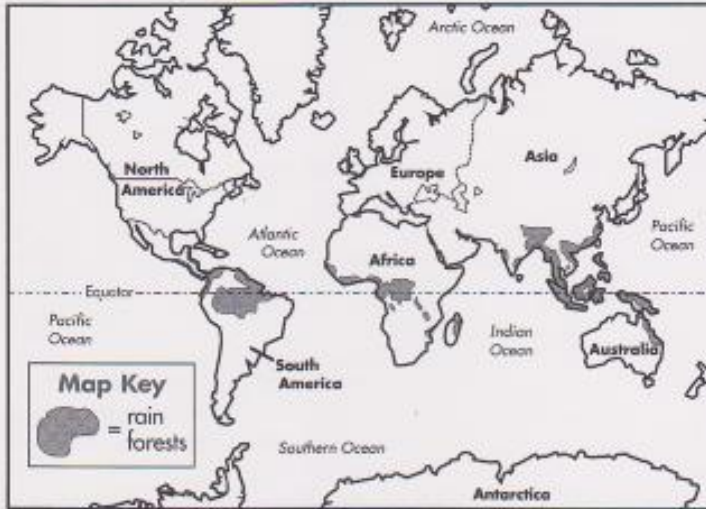 Arctic Ocean
North
America
Europe
Asia
Atlantic
Ocean
Africa
Pacific
Ocean
Equator
Pacific
Ocean
Indian
Ocean
Australia
South
America
Map Key
= rain
forests
Southern Ocean
Antarctica